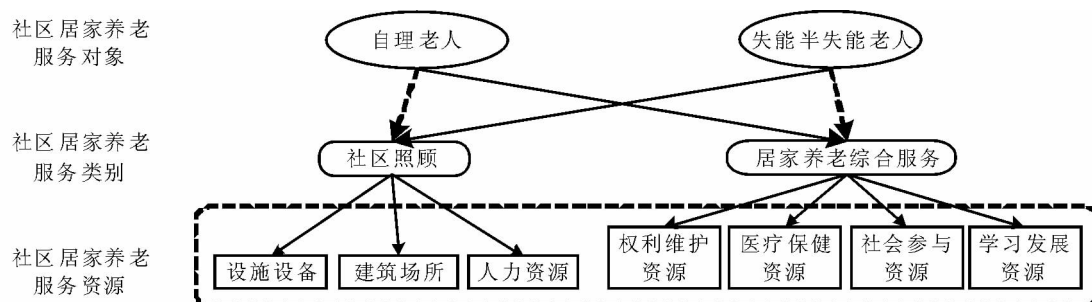 社区居家养老
服务对象
自理老人
失能半失能老人
社区居家养老
服务类别
社区照顾
居家养老综合服务
社区居家养老
服务资源
设施设备
建筑场所
人力资源
权利维护
资源
医疗保健
资源
社会参与
资源
学习发展
资源